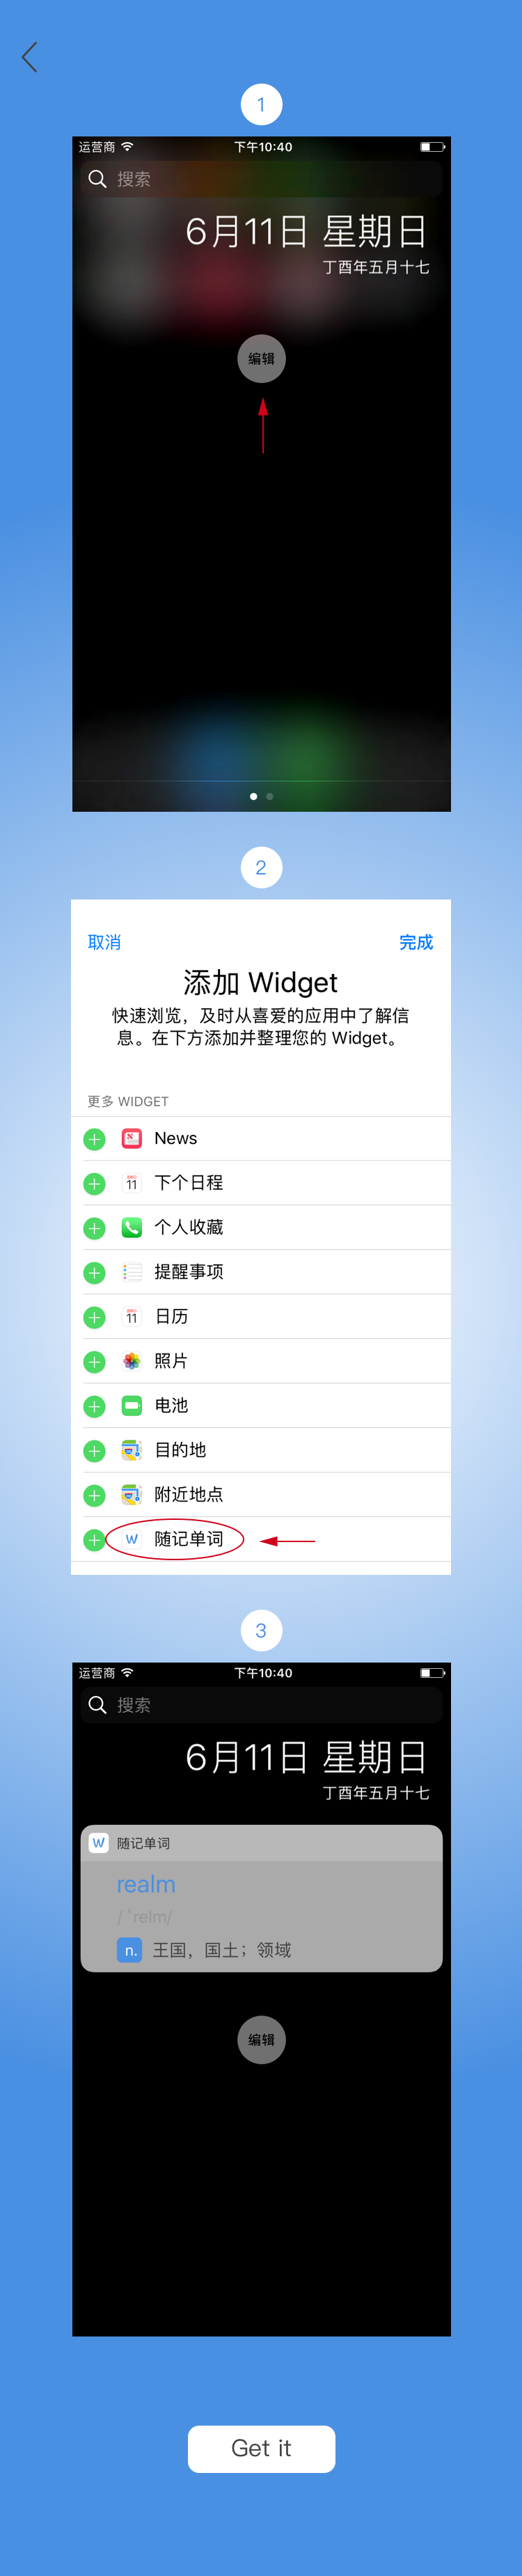 1
运营商 下午10:40
搜索
6月11日 星期日
丁酉年五月十七
编辑
2
取消 完成
添加 Widget
快速浏览，及时从喜爱的应用中了解信
息。在下方添加并整理您的 Widget。
更多 WIDGET
News
11 下个日程
个人收藏
提醒事项
11 日历
照片
电池
目的地
附近地点
W 随记单词
3
运营商 下午10:40
搜索
6月11日 星期日
丁酉年五月十七
W 随记单词
realm
/ ˋrelm/
n. 王国，国土；领域
编辑
Get it